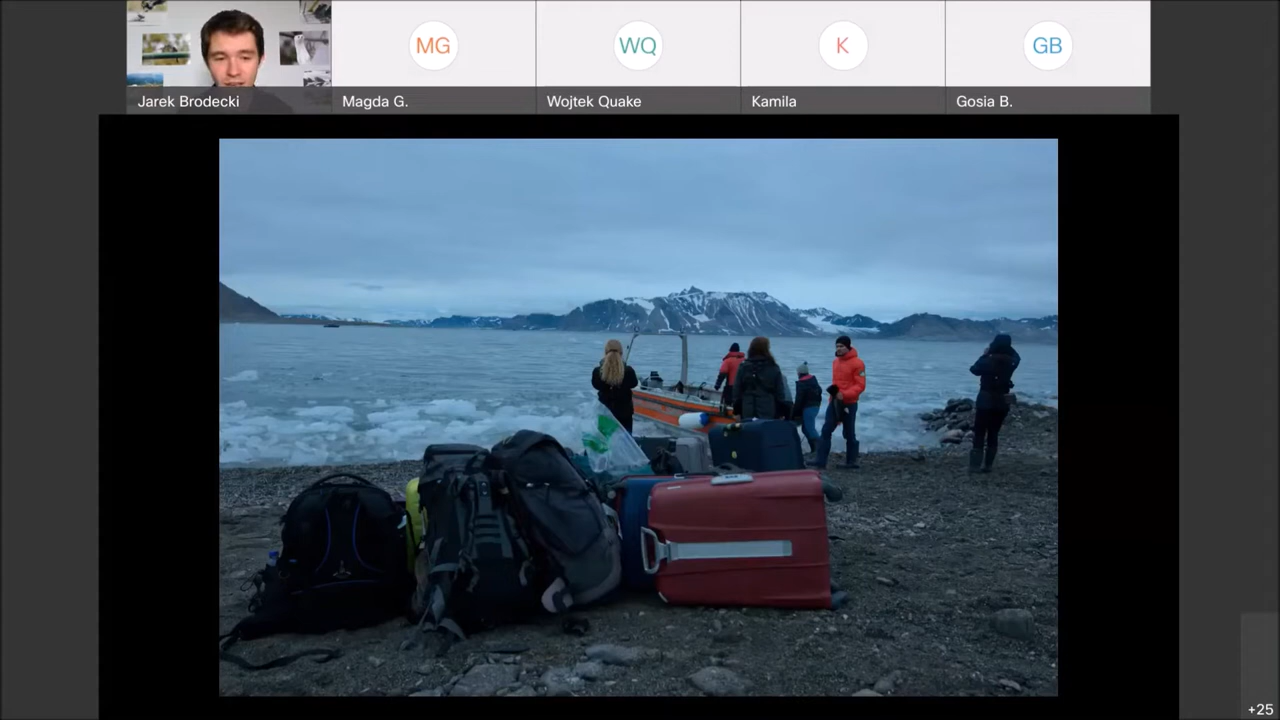 MG
WQ
K
GB
Jarek Brodecki
Magda G.
Wojtek Quake
Kamila
Gosia B.
+25